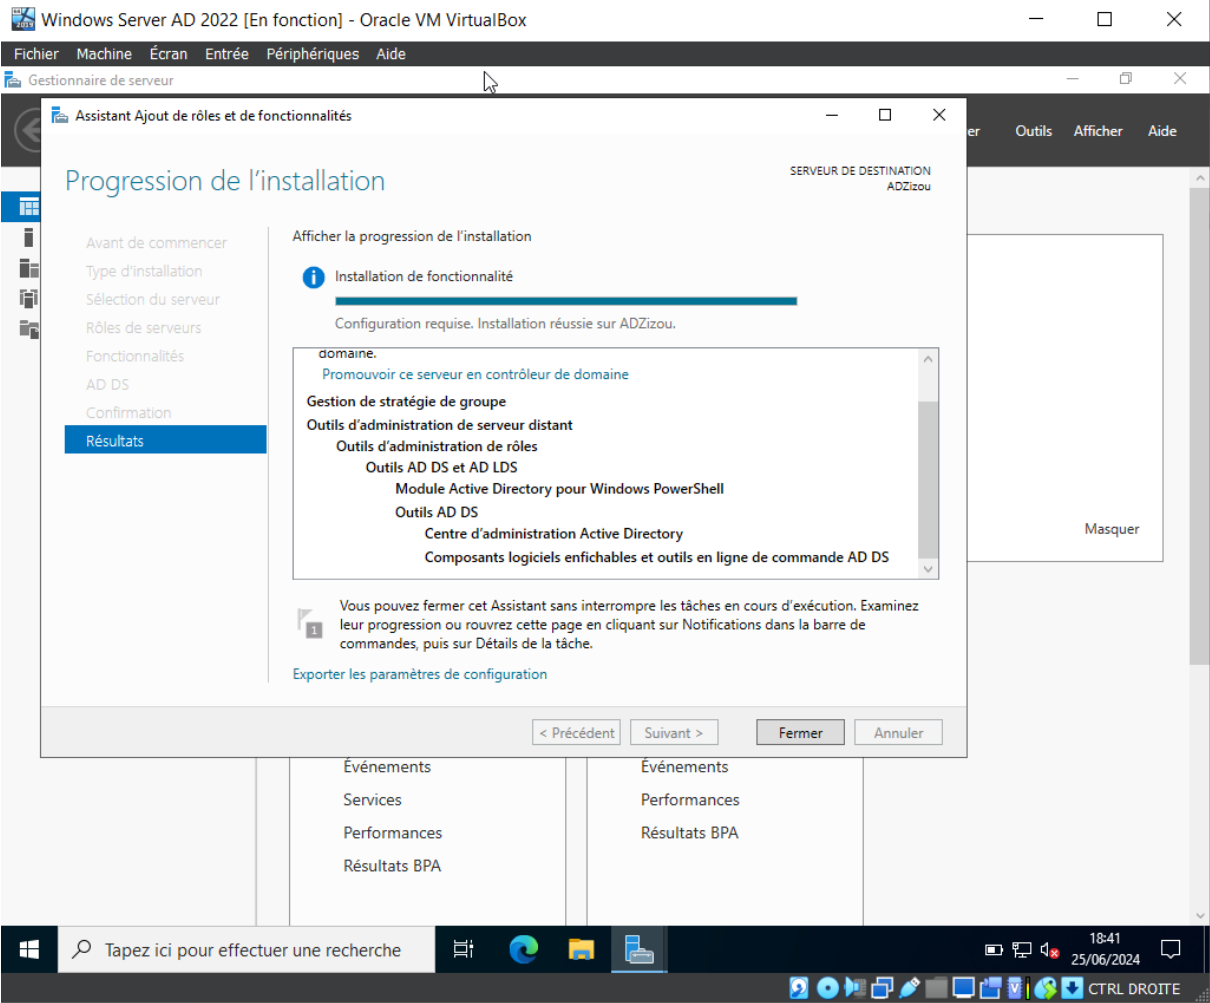 Windows Server AD 2022 [En fonction] - Oracle VM VirtualBox
Fichier Machine Écran Entrée Périphériques Aide
Gestionnaire de serveur
Assistant Ajout de rôles et de fonctionnalités
er Outils Afficher Aide
Progression de l'installation
SERVEUR DE DESTINATION
ADZizou
Avant de commencer
Type d'installation
Sélection du serveur
Rôles de serveurs
Fonctionnalités
AD DS
Confirmation
Résultats
Afficher la progression de l'installation
Installation de fonctionnalité
Configuration requise. Installation réussie sur ADZizou.
domaine.
Promouvoir ce serveur en contrôleur de domaine
Gestion de stratégie de groupe
Outils d'administration de serveur distant
Outils d'administration de rôles
Outils AD DS et AD LDS
Module Active Directory pour Windows PowerShell
Outils AD DS
Centre d'administration Active Directory
Composants logiciels enfichables et outils en ligne de commande AD DS
Masquer
1
Vous pouvez fermer cet Assistant sans interrompre les tâches en cours d'exécution. Examinez
leur progression ou rouvrez cette page en cliquant sur Notifications dans la barre de
commandes, puis sur Détails de la tâche.
Exporter les paramètres de configuration
< Précédent Suivant > Fermer Annuler
Événements
Services
Performances
Résultats BPA
Événements
Performances
Résultats BPA
Tapez ici pour effectuer une recherche
18:41
25/06/2024
CTRL DROITE